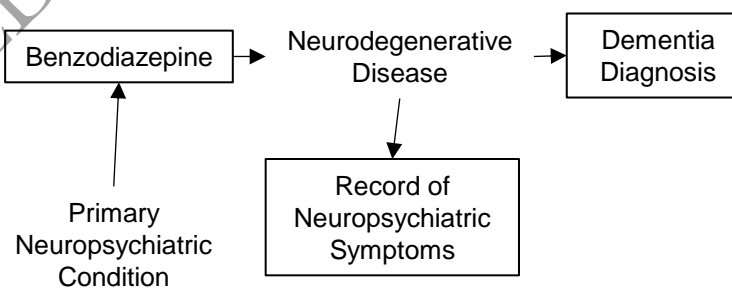 Benzodiazepine
Neurodegenerative
Disease
Dementia
Diagnosis
Primary
Neuropsychiatric
Condition
Record of
Neuropsychiatric
Symptoms